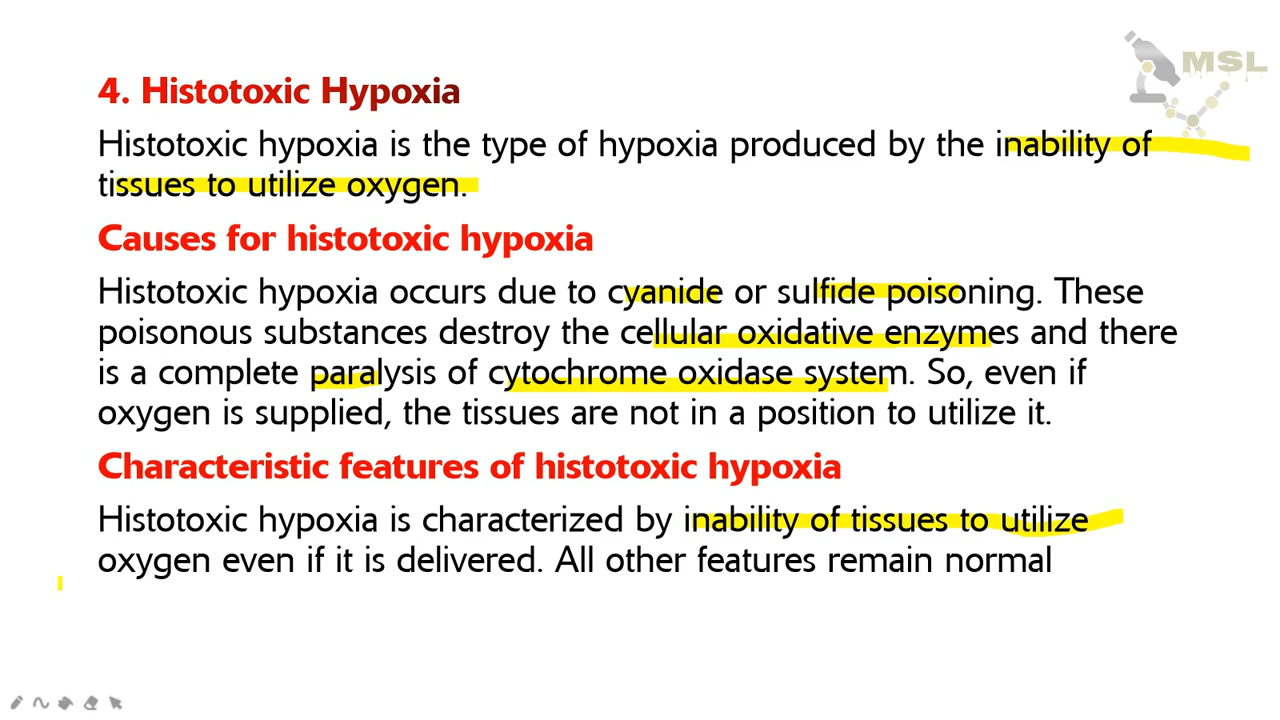 MSL
4. Histotoxic Hypoxia
Histotoxic hypoxia is the type of hypoxia produced by the inability of
tissues to utilize oxygen.
Causes for histotoxic hypoxia
Histotoxic hypoxia occurs due to cyanide or sulfide poisoning. These
poisonous substances destroy the cellular oxidative enzymes and there
is a complete paralysis of cytochrome oxidase system. So, even if
oxygen is supplied, the tissues are not in a position to utilize it.
Characteristic features of histotoxic hypoxia
Histotoxic hypoxia is characterized by inability of tissues to utilize
oxygen even if it is delivered. All other features remain normal